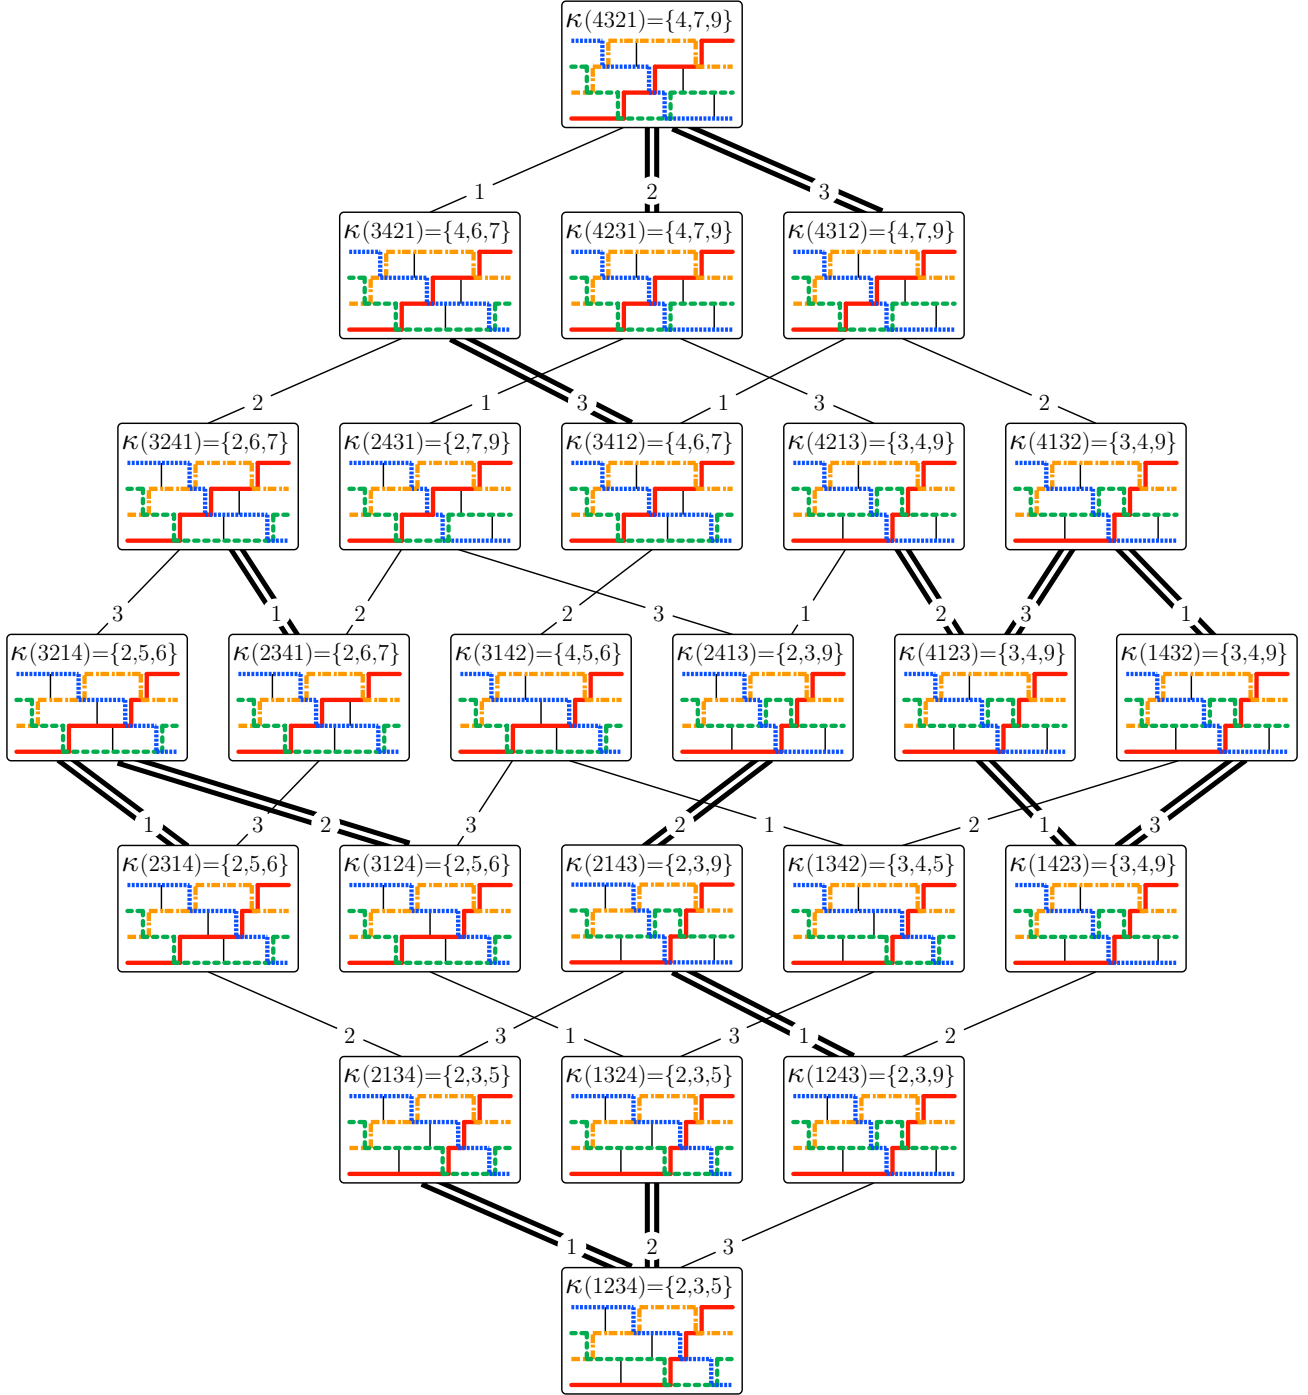 κ(4321)={4,7,9}
1 2 3
κ(3421)={4,6,7} κ(4231)={4,7,9} κ(4312)={4,7,9}
2 1 3 3 1 2
κ(3241)={2,6,7} κ(2431)={2,7,9} κ(3412)={4,6,7} κ(4213)={3,4,9} κ(4132)={3,4,9}
3 1 2 2 3 1 2 3 1
κ(3214)={2,5,6} κ(2341)={2,6,7} κ(3142)={4,5,6} κ(2413)={2,3,9} κ(4123)={3,4,9} κ(1432)={3,4,9}
1 3 2 3 2 1 2 1 3
κ(2314)={2,5,6} κ(3124)={2,5,6} κ(2143)={2,3,9} κ(1342)={3,4,5} κ(1423)={3,4,9}
2 3 1 3 1 2
κ(2134)={2,3,5} κ(1324)={2,3,5} κ(1243)={2,3,9}
1 2 3
κ(1234)={2,3,5}